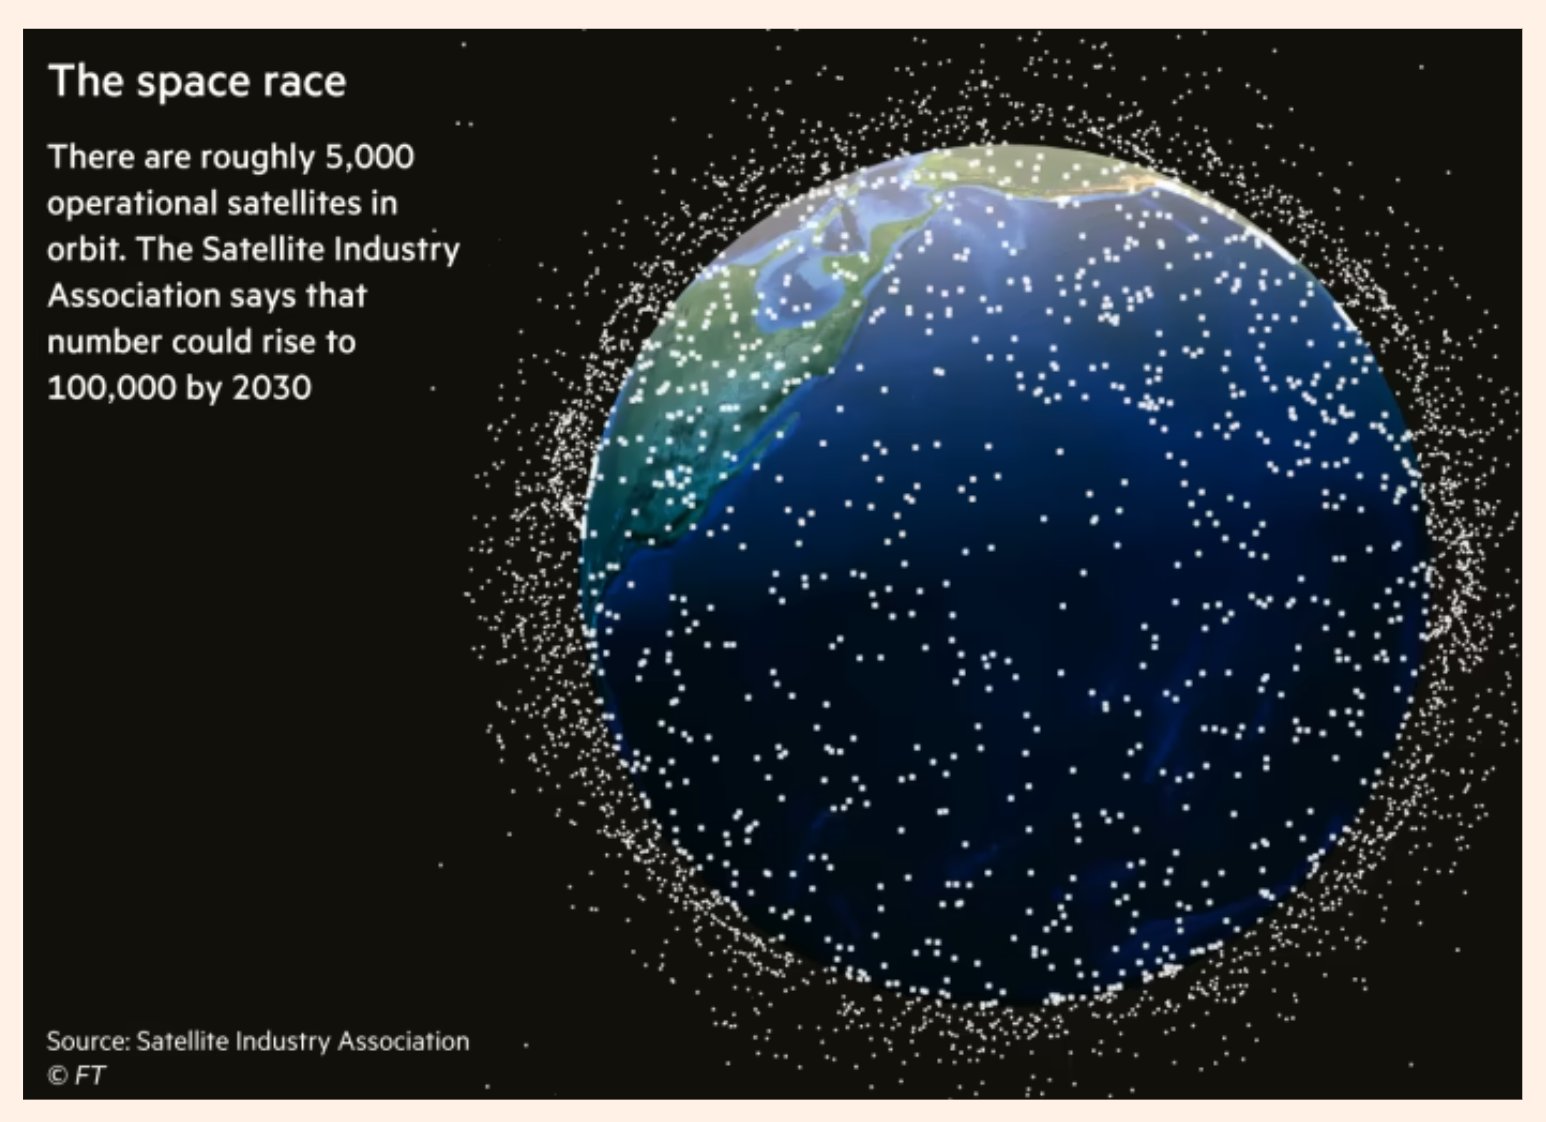 The space race
There are roughly 5,000
operational satellites in
orbit. The Satellite Industry
Association says that
number could rise to
100,000 by 2030
Source: Satellite Industry Association
© FT